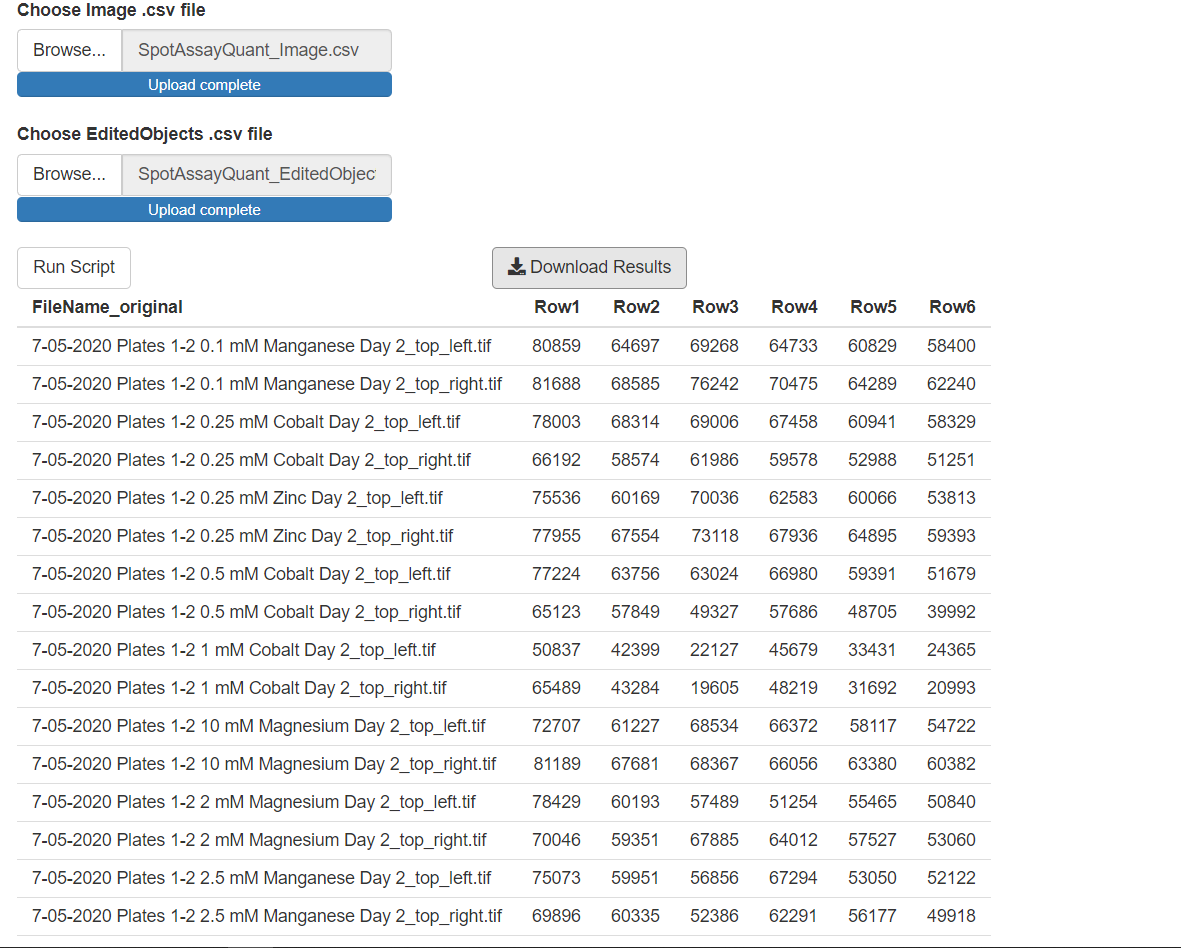 Choose Image .csv file
Browse... SpotAssayQuant_Image.csv
Upload complete
Choose EditedObjects .csv file
Browse... SpotAssayQuant_EditedObjec
Upload complete
Run Script Download Results
FileName_original Row1 Row2 Row3 Row4 Row5 Row6
7-05-2020 Plates 1-2 0.1 mM Manganese Day 2_top_left.tif 80859 64697 69268 64733 60829 58400
7-05-2020 Plates 1-2 0.1 mM Manganese Day 2_top_right.tif 81688 68585 76242 70475 64289 62240
7-05-2020 Plates 1-2 0.25 mM Cobalt Day 2_top_left.tif 78003 68314 69006 67458 60941 58329
7-05-2020 Plates 1-2 0.25 mM Cobalt Day 2_top_right.tif 66192 58574 61986 59578 52988 51251
7-05-2020 Plates 1-2 0.25 mM Zinc Day 2_top_left.tif 75536 60169 70036 62583 60066 53813
7-05-2020 Plates 1-2 0.25 mM Zinc Day 2_top_right.tif 77955 67554 73118 67936 64895 59393
7-05-2020 Plates 1-2 0.5 mM Cobalt Day 2_top_left.tif 77224 63756 63024 66980 59391 51679
7-05-2020 Plates 1-2 0.5 mM Cobalt Day 2_top_right.tif 65123 57849 49327 57686 48705 39992
7-05-2020 Plates 1-2 1 mM Cobalt Day 2_top_left.tif 50837 42399 22127 45679 33431 24365
7-05-2020 Plates 1-2 1 mM Cobalt Day 2_top_right.tif 65489 43284 19605 48219 31692 20993
7-05-2020 Plates 1-2 10 mM Magnesium Day 2_top_left.tif 72707 61227 68534 66372 58117 54722
7-05-2020 Plates 1-2 10 mM Magnesium Day 2_top_right.tif 81189 67681 68367 66056 63380 60382
7-05-2020 Plates 1-2 2 mM Magnesium Day 2_top_left.tif 78429 60193 57489 51254 55465 50840
7-05-2020 Plates 1-2 2 mM Magnesium Day 2_top_right.tif 70046 59351 67885 64012 57527 53060
7-05-2020 Plates 1-2 2.5 mM Manganese Day 2_top_left.tif 75073 59951 56856 67294 53050 52122
7-05-2020 Plates 1-2 2.5 mM Manganese Day 2_top_right.tif 69896 60335 52386 62291 56177 49918